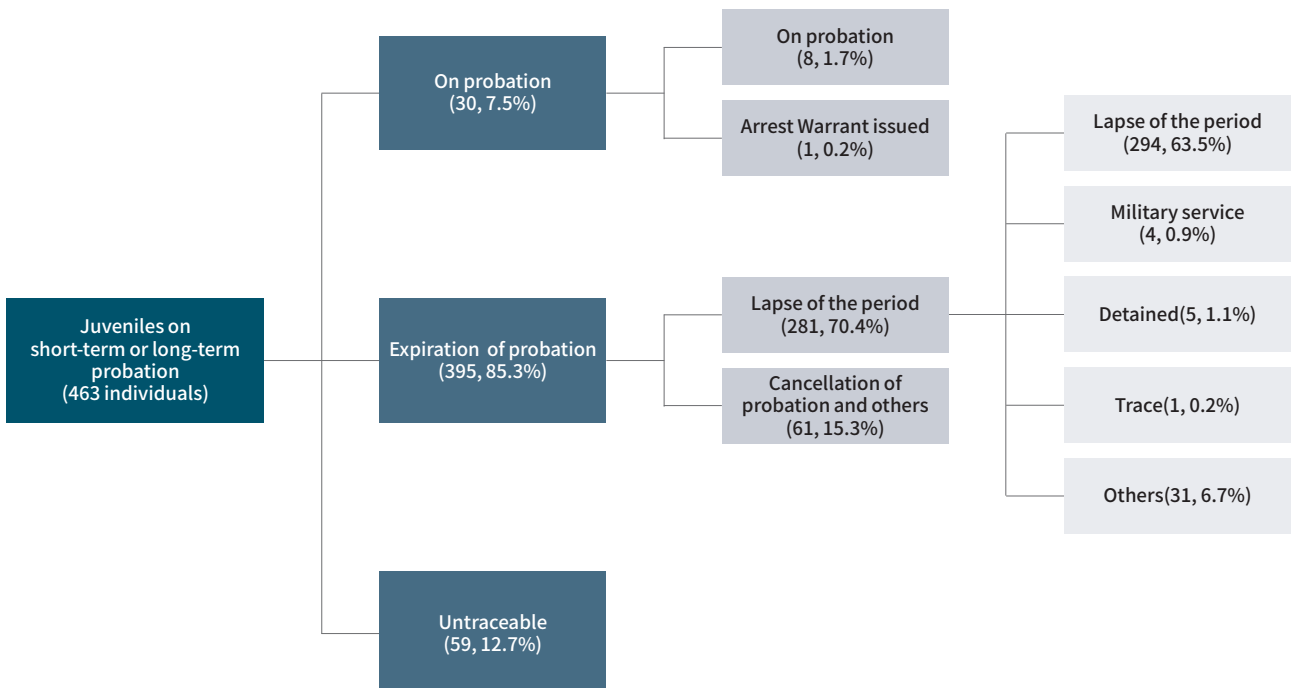 Juveniles on
short-term or long-term
probation
(463 individuals)
On probation
(30, 7.5%)
Expiration of probation
(395, 85.3%)
Untraceable
(59, 12.7%)
On probation
(8, 1.7%)
Arrest Warrant issued
(1, 0.2%)
Lapse of the period
(281, 70.4%)
Cancellation of
probation and others
(61, 15.3%)
Lapse of the period
(294, 63.5%)
Military service
(4, 0.9%)
Detained(5, 1.1%)
Trace(1, 0.2%)
Others(31, 6.7%)